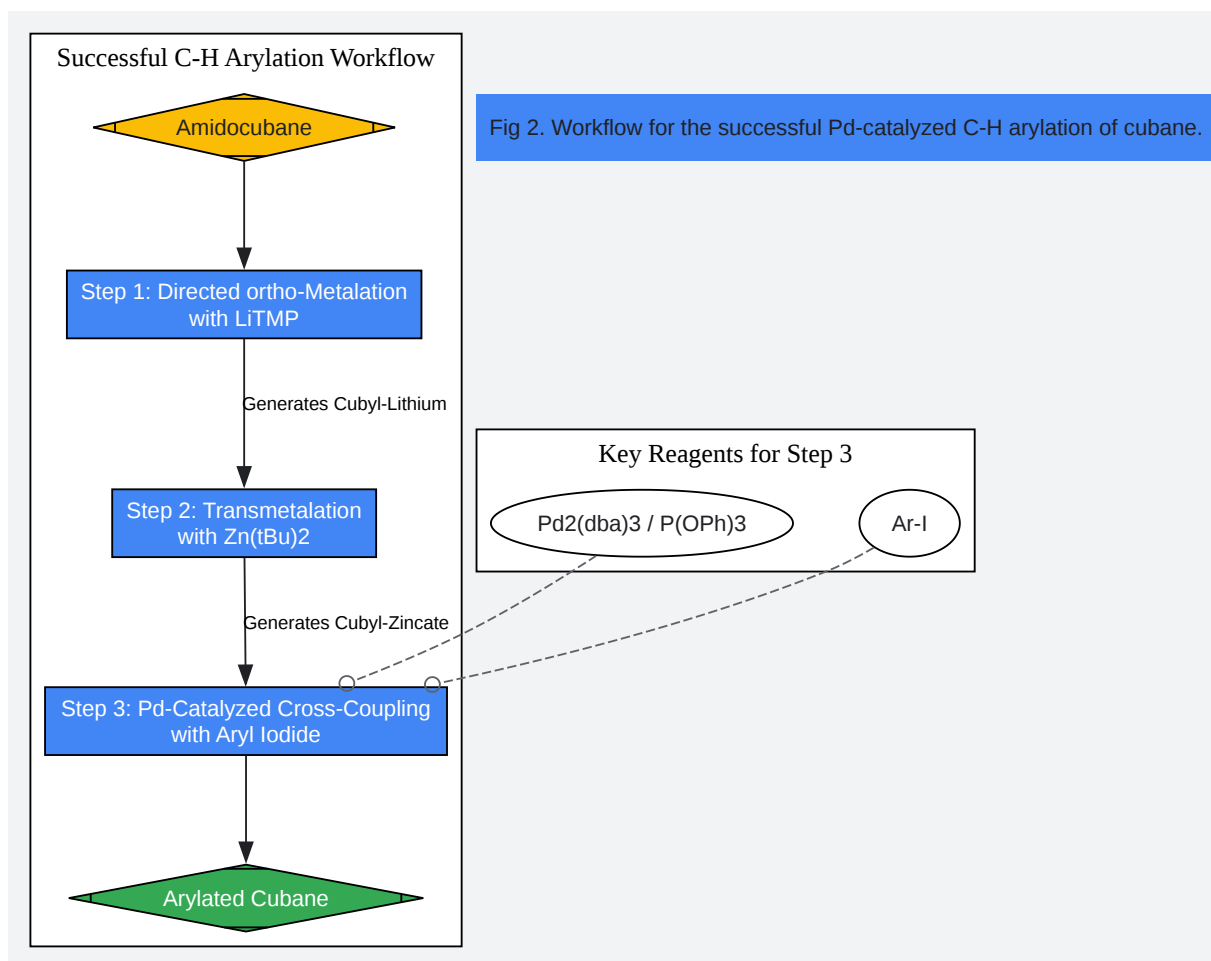 Successful C-H Arylation Workflow
Amidocubane
Fig 2. Workflow for the successful Pd-catalyzed C-H arylation of cubane.
Step 1: Directed ortho-Metalation
with LiTMP
Generates Cubyl-Lithium
Key Reagents for Step 3
Pd2(dba)3 / P(OPh)3
Ar-I
Step 2: Transmetalation
with Zn(tBu)2
Generates Cubyl-Zincate
Step 3: Pd-Catalyzed Cross-Coupling
with Aryl Iodide
Arylated Cubane